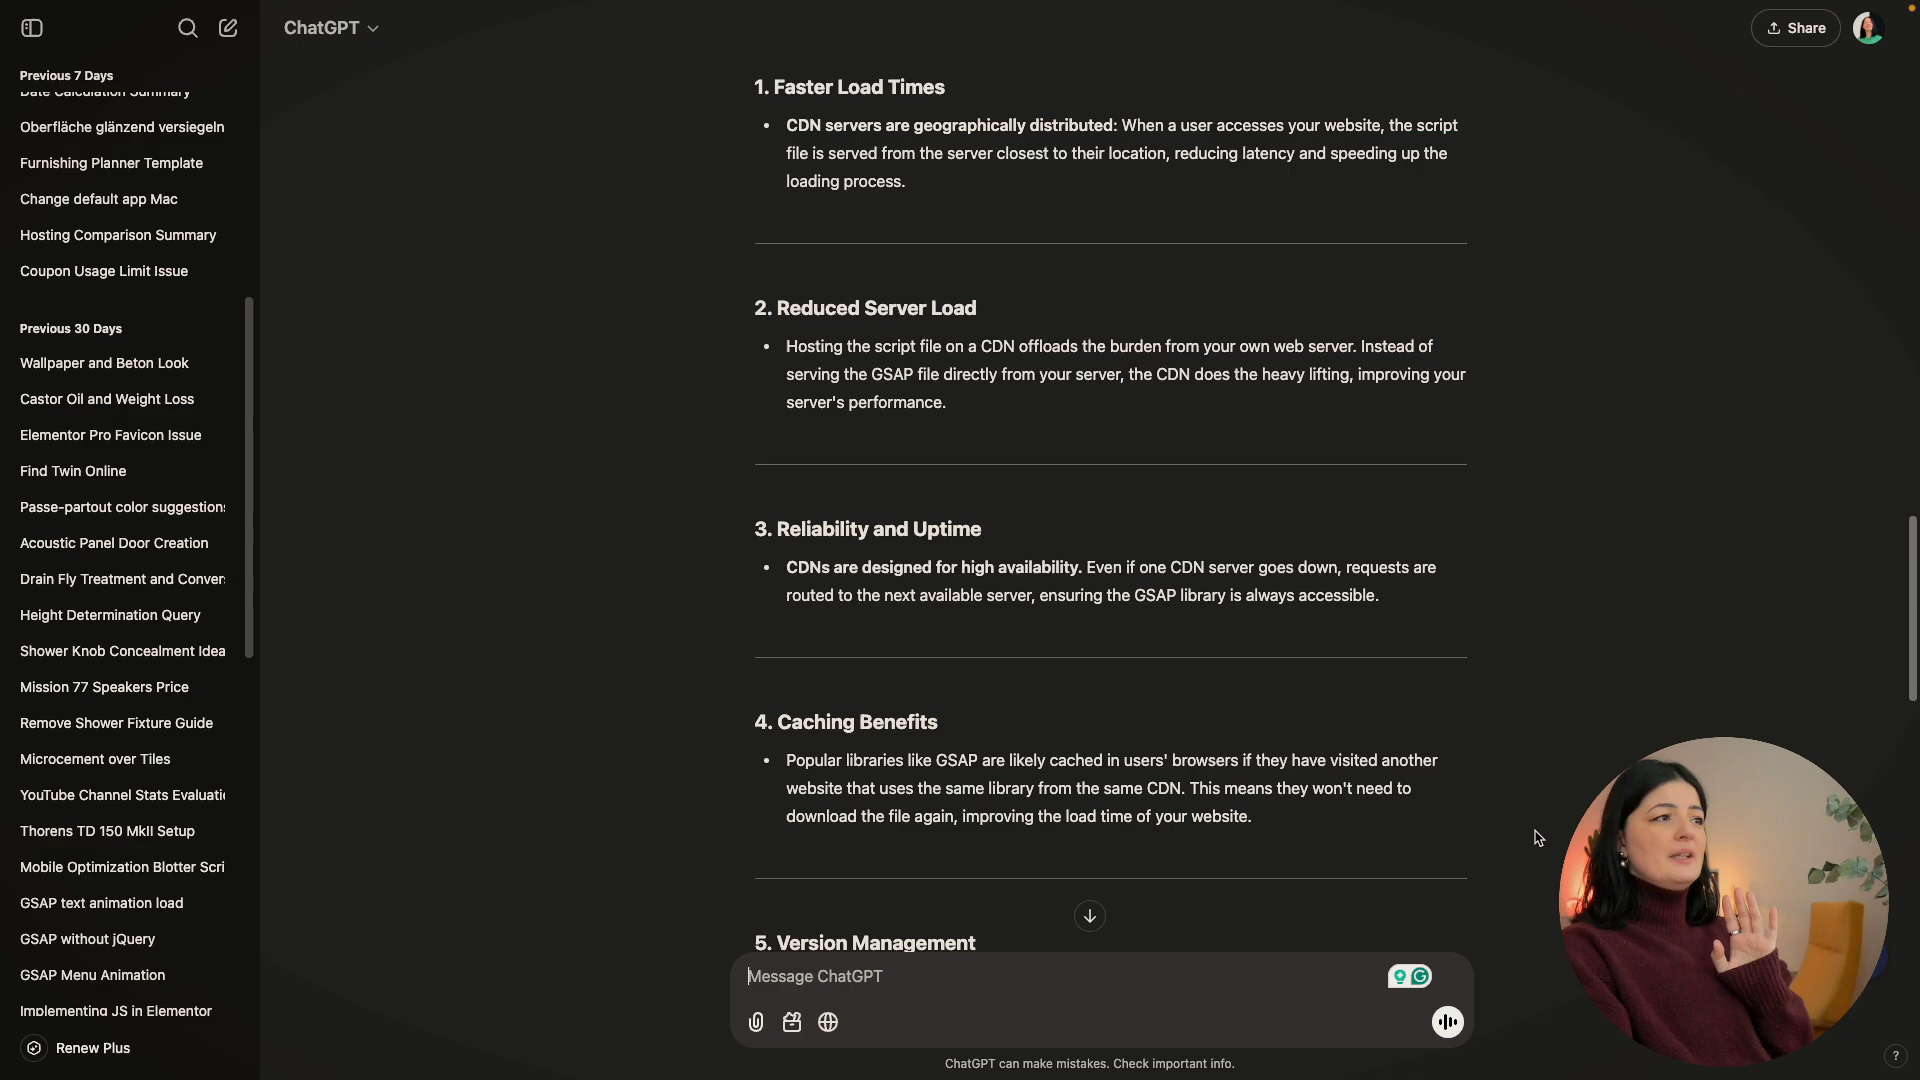 ChatGPT
Share
Previous 7 Days
Date Calculation Summary
Oberfläche glänzend versiegeln
Furnishing Planner Template
Change default app Mac
Hosting Comparison Summary
Coupon Usage Limit Issue
Previous 30 Days
Wallpaper and Beton Look
Castor Oil and Weight Loss
Elementor Pro Favicon Issue
Find Twin Online
Passe-partout color suggestions
Acoustic Panel Door Creation
Drain Fly Treatment and Conver
Height Determination Query
Shower Knob Concealment Idea
Mission 77 Speakers Price
Remove Shower Fixture Guide
Microcement over Tiles
YouTube Channel Stats Evaluati
Thorens TD 150 MkII Setup
Mobile Optimization Blotter Scri
GSAP text animation load
GSAP without jQuery
GSAP Menu Animation
Implementing JS in Elementor
Renew Plus
1. Faster Load Times
• CDN servers are geographically distributed: When a user accesses your website, the script
file is served from the server closest to their location, reducing latency and speeding up the
loading process.
2. Reduced Server Load
• Hosting the script file on a CDN offloads the burden from your own web server. Instead of
serving the GSAP file directly from your server, the CDN does the heavy lifting, improving your
server's performance.
3. Reliability and Uptime
• CDNs are designed for high availability. Even if one CDN server goes down, requests are
routed to the next available server, ensuring the GSAP library is always accessible.
4. Caching Benefits
• Popular libraries like GSAP are likely cached in users' browsers if they have visited another
website that uses the same library from the same CDN. This means they won't need to
download the file again, improving the load time of your website.
5. Version Management
Message ChatGPT
ChatGPT can make mistakes. Check important info.
?